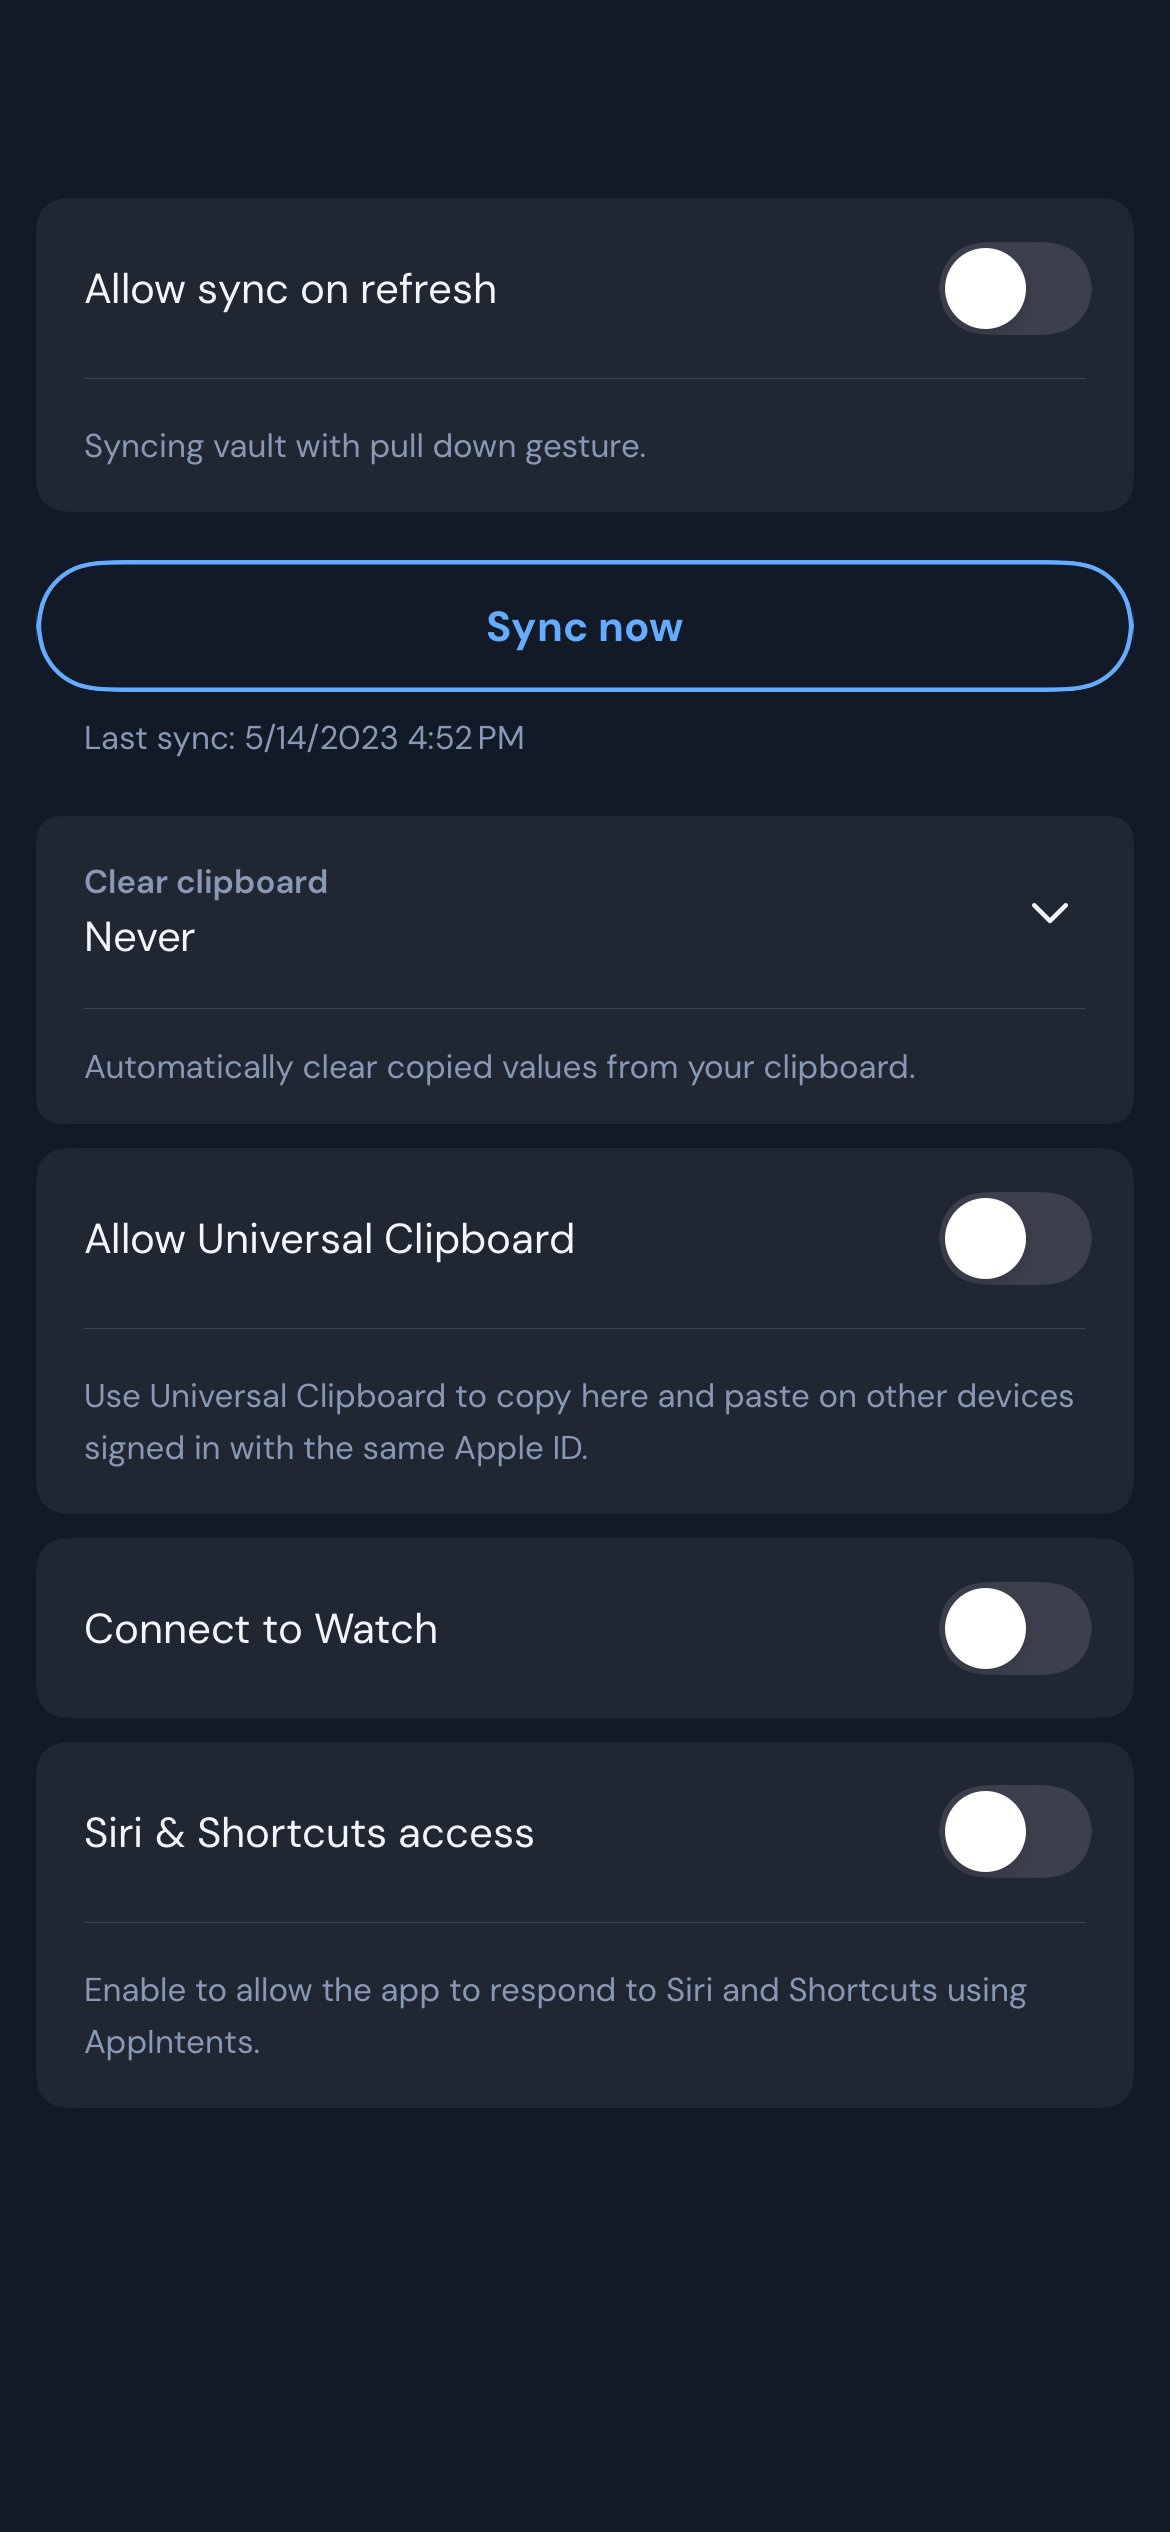 Allow sync on refresh
Syncing vault with pull down gesture.
Sync now
Last sync: 5/14/2023 4:52 PM
Clear clipboard
Never
Automatically clear copied values from your clipboard.
Allow Universal Clipboard
Use Universal Clipboard to copy here and paste on other devices
signed in with the same Apple ID.
Connect to Watch
Siri & Shortcuts access
Enable to allow the app to respond to Siri and Shortcuts using
AppIntents.